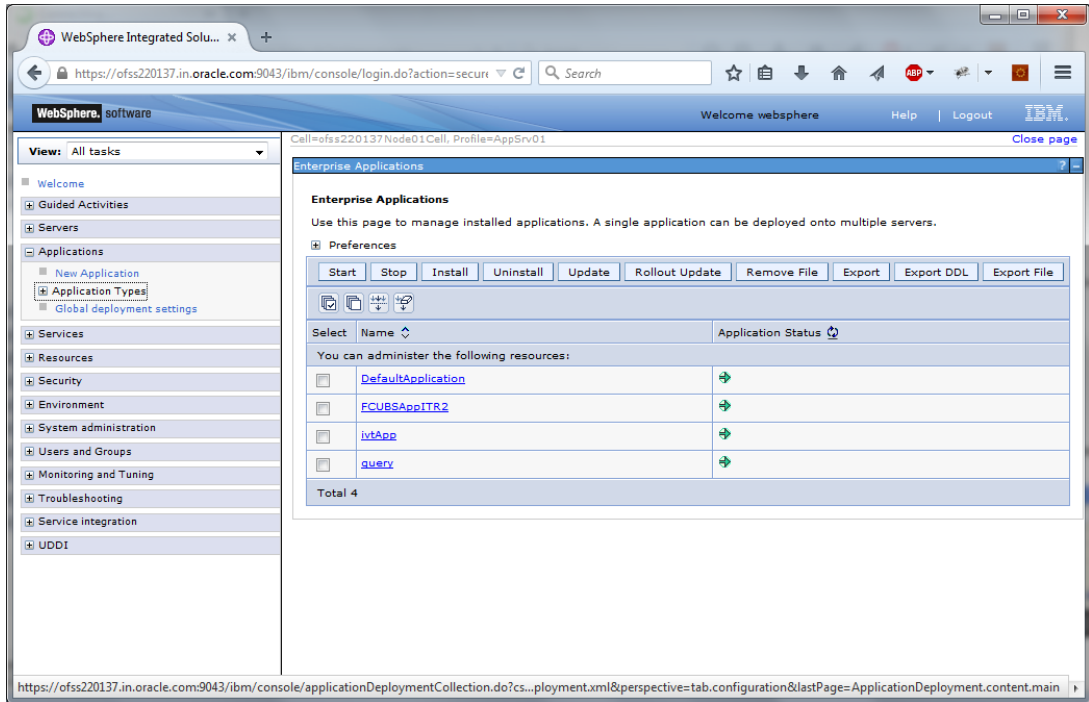 WebSphere Integrated Solu... × +
https://ofss220137.in.oracle.com:9043/ibm/console/login.do?action=secure
Search
ABP
WebSphere. software
Welcome websphere
Help | Logout
IBM.
View: All tasks
Welcome
Guided Activities
Servers
Applications
New Application
Application Types
Global deployment settings
Services
Resources
Security
Environment
System administration
Users and Groups
Monitoring and Tuning
Troubleshooting
Service integration
UDDI
Cell=ofss220137Node01Cell, Profile=AppSrv01
Close page
Enterprise Applications ? –
Enterprise Applications
Use this page to manage installed applications. A single application can be deployed onto multiple servers.
Preferences
Start Stop Install Uninstall Update Rollout Update Remove File Export Export DDL Export File
Select Name Application Status
You can administer the following resources:
DefaultApplication
FCUBSAppITR2
ivtApp
query
Total 4
https://ofss220137.in.oracle.com:9043/ibm/console/applicationDeploymentCollection.do?cs...ployment.xml&perspective=tab.configuration&lastPage=ApplicationDeployment.content.main